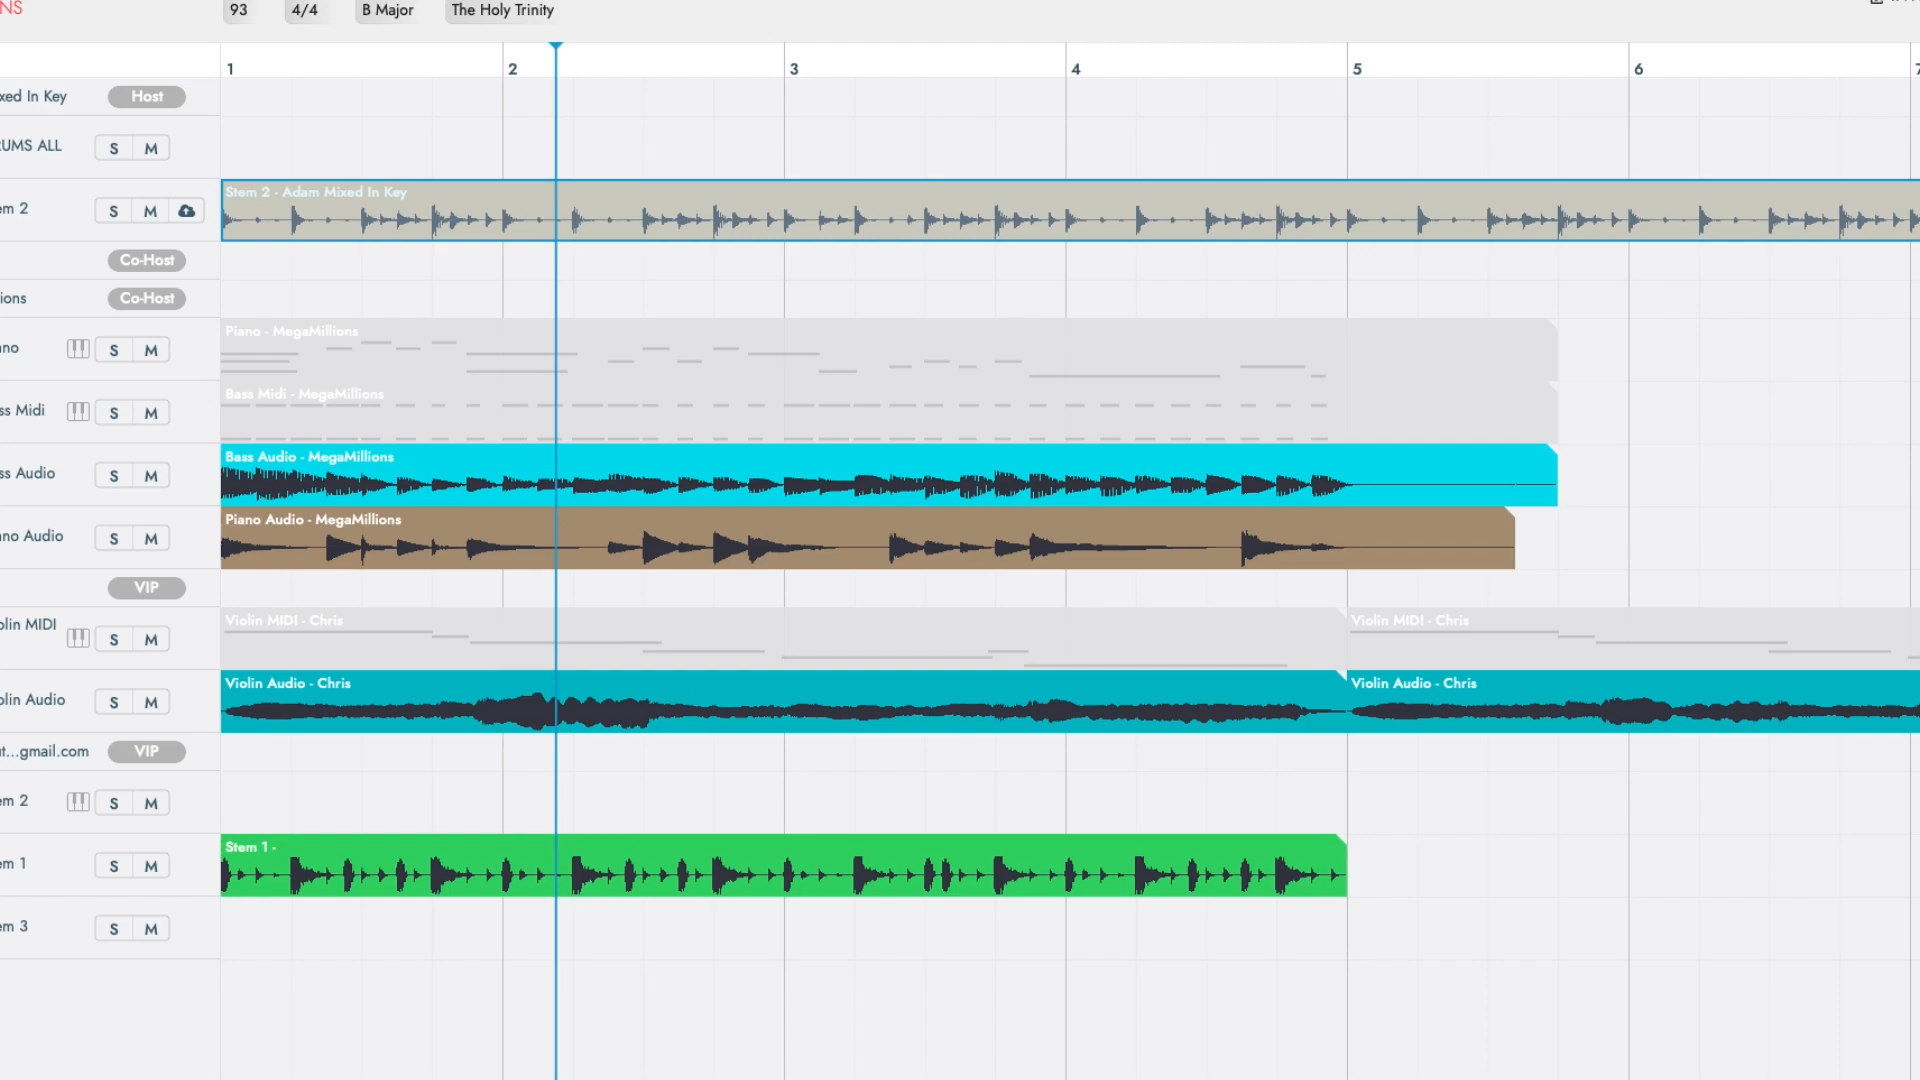 NS
93 4/4 B Major The Holy Trinity
1 2 3 4 5 6 7
xed In Key Host
UMS ALL S M
em 2 S M
Stem 2 - Adam Mixed In Key
Co-Host
ions Co-Host
no S M
Piano - MegaMillions
ss Midi S M
Bass Midi - MegaMillions
ss Audio S M
Bass Audio - MegaMillions
no Audio S M
Piano Audio - MegaMillions
VIP
olin MIDI S M
Violin MIDI - Chris Violin MIDI - Chris
olin Audio S M
Violin Audio - Chris Violin Audio - Chris
t...gmail.com VIP
em 2 S M
em 1 S M
Stem 1 -
em 3 S M